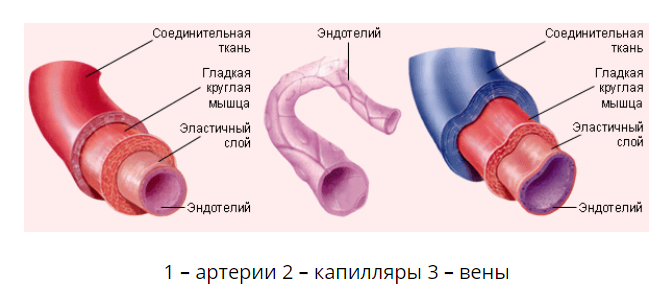 Соединительная
ткань
Гладкая
круглая
мышца
Эластичный
слой
Эндотелий
Эндотелий
Соединительная
ткань
Гладкая
круглая
мышца
Эластичный
слой
Эндотелий
1 – артерии 2 – капилляры 3 – вены